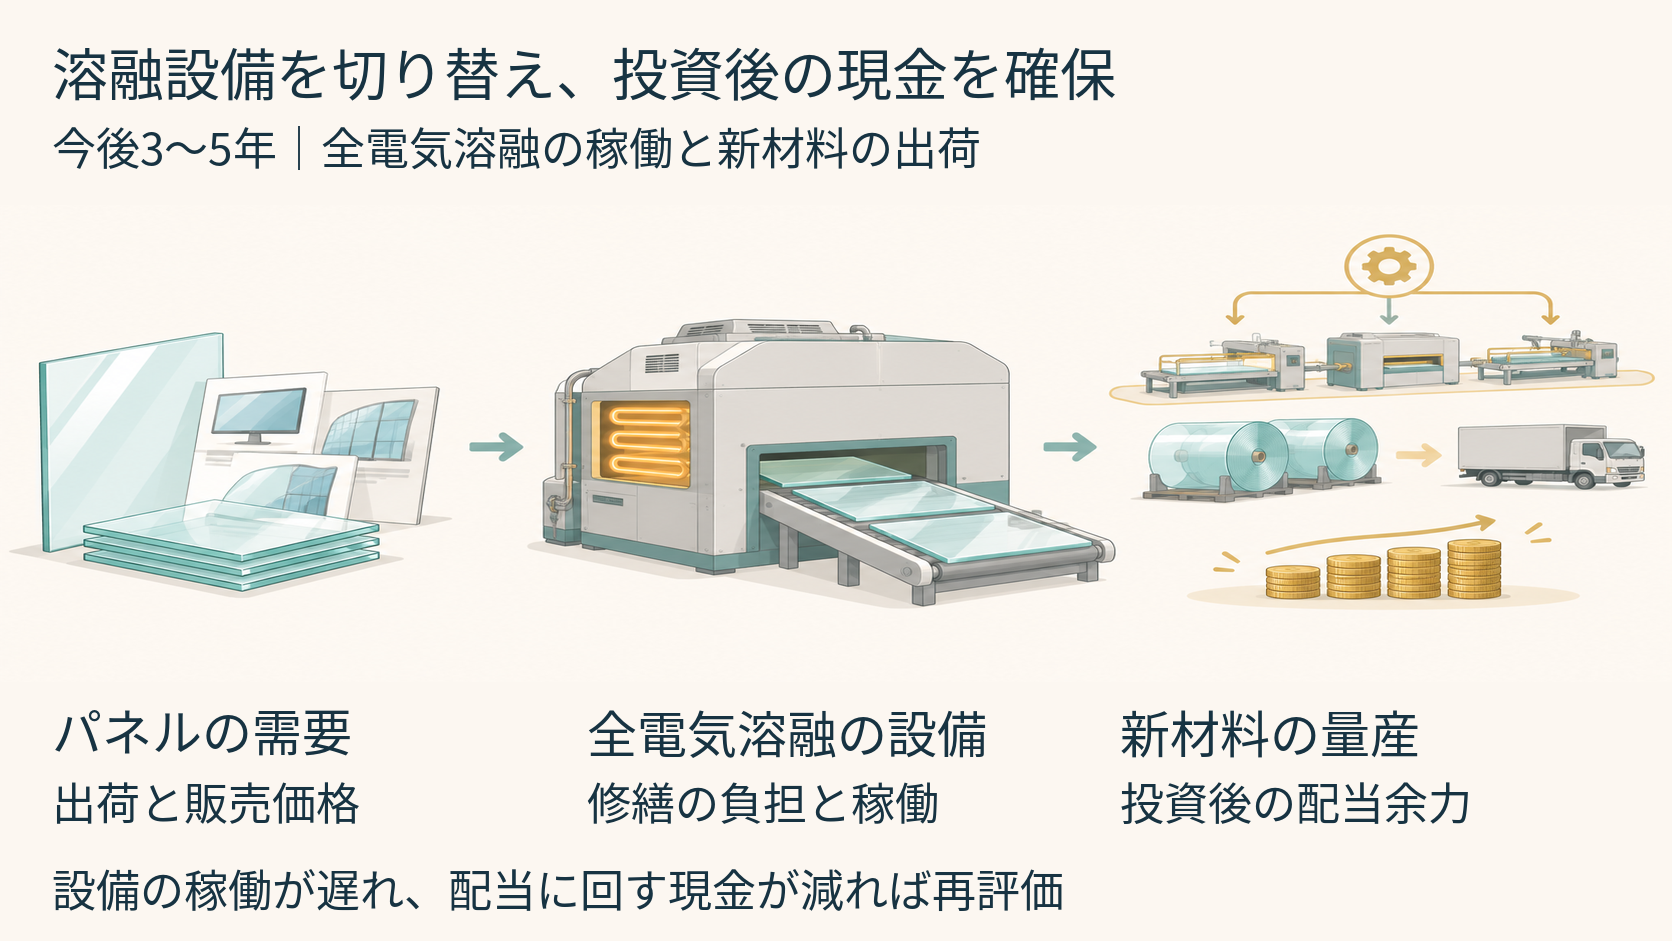 溶融設備を切り替え、投資後の現金を確保
今後3〜5年｜全電気溶融の稼働と新材料の出荷
パネルの需要
出荷と販売価格
全電気溶融の設備
修繕の負担と稼働
新材料の量産
投資後の配当余力
設備の稼働が遅れ、配当に回す現金が減れば再評価